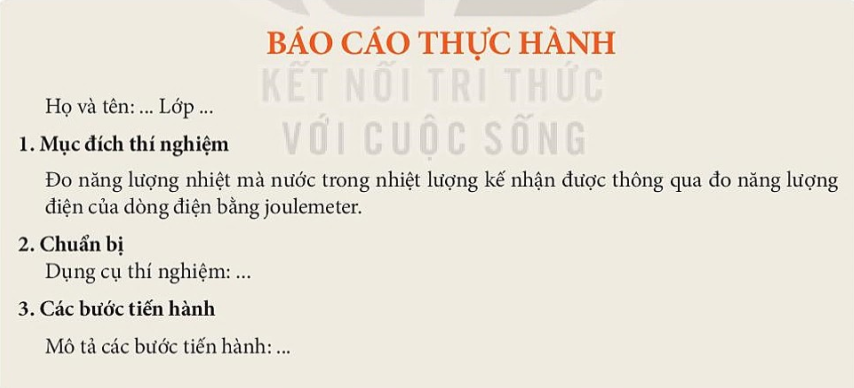 BÁO CÁO THỰC HÀNH
KẾT NỐI TRI THỨC
VỚI CUỘC SỐNG
Họ và tên: ... Lớp ...
1. Mục đích thí nghiệm
Đo năng lượng nhiệt mà nước trong nhiệt lượng kế nhận được thông qua đo năng lượng
điện của dòng điện bằng joulemeter.
2. Chuẩn bị
Dụng cụ thí nghiệm: ...
3. Các bước tiến hành
Mô tả các bước tiến hành: ...